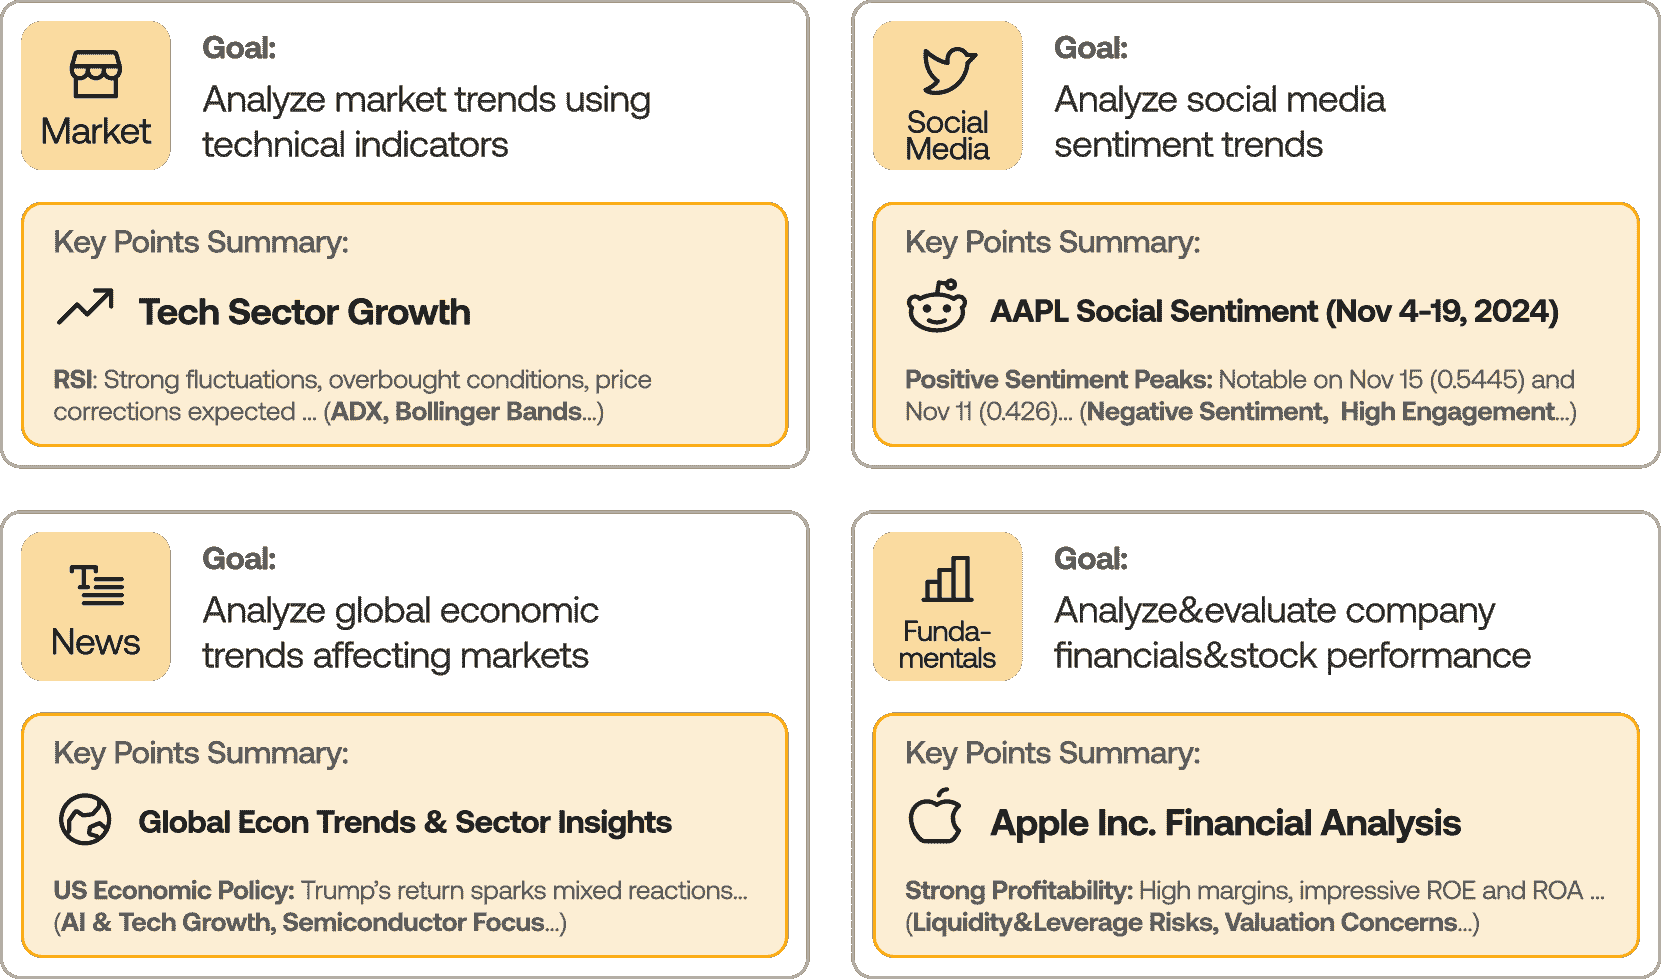 Market
Goal:
Analyze market trends using
technical indicators
Key Points Summary:
Tech Sector Growth
RSI: Strong fluctuations, overbought conditions, price
corrections expected ... (ADX, Bollinger Bands...)
Social
Media
Goal:
Analyze social media
sentiment trends
Key Points Summary:
AAPL Social Sentiment (Nov 4-19, 2024)
Positive Sentiment Peaks: Notable on Nov 15 (0.5445) and
Nov 11 (0.426)... (Negative Sentiment, High Engagement...)
News
Goal:
Analyze global economic
trends affecting markets
Key Points Summary:
Global Econ Trends & Sector Insights
US Economic Policy: Trump's return sparks mixed reactions...
(AI & Tech Growth, Semiconductor Focus...)
Funda-
mentals
Goal:
Analyze&evaluate company
financials&stock performance
Key Points Summary:
Apple Inc. Financial Analysis
Strong Profitability: High margins, impressive ROE and ROA ...
(Liquidity&Leverage Risks, Valuation Concerns...)